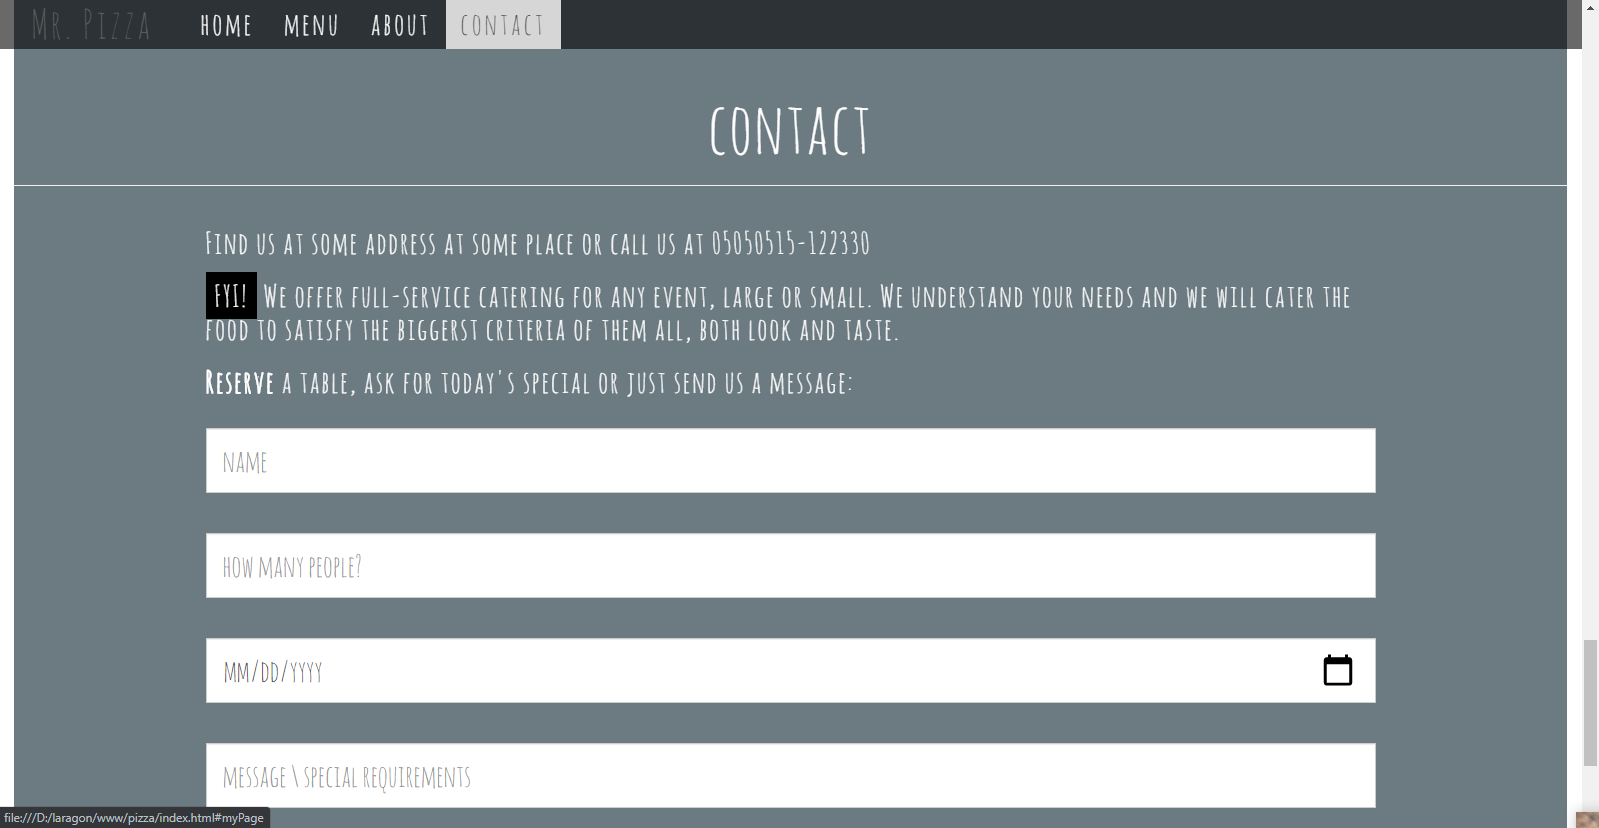 Mr. Pizza HOME MENU ABOUT CONTACT
CONTACT
Find us at some address at some place or call us at 05050515-122330
FYI! We offer full-service catering for any event, large or small. We understand your needs and we will cater the
food to satisfy the biggerst criteria of them all, both look and taste.
Reserve a table, ask for today's special or just send us a message:
Name
How many people?
mm/dd/yyyy
Message \ Special requirements
file:///D:/laragon/www/pizza/index.html#myPage